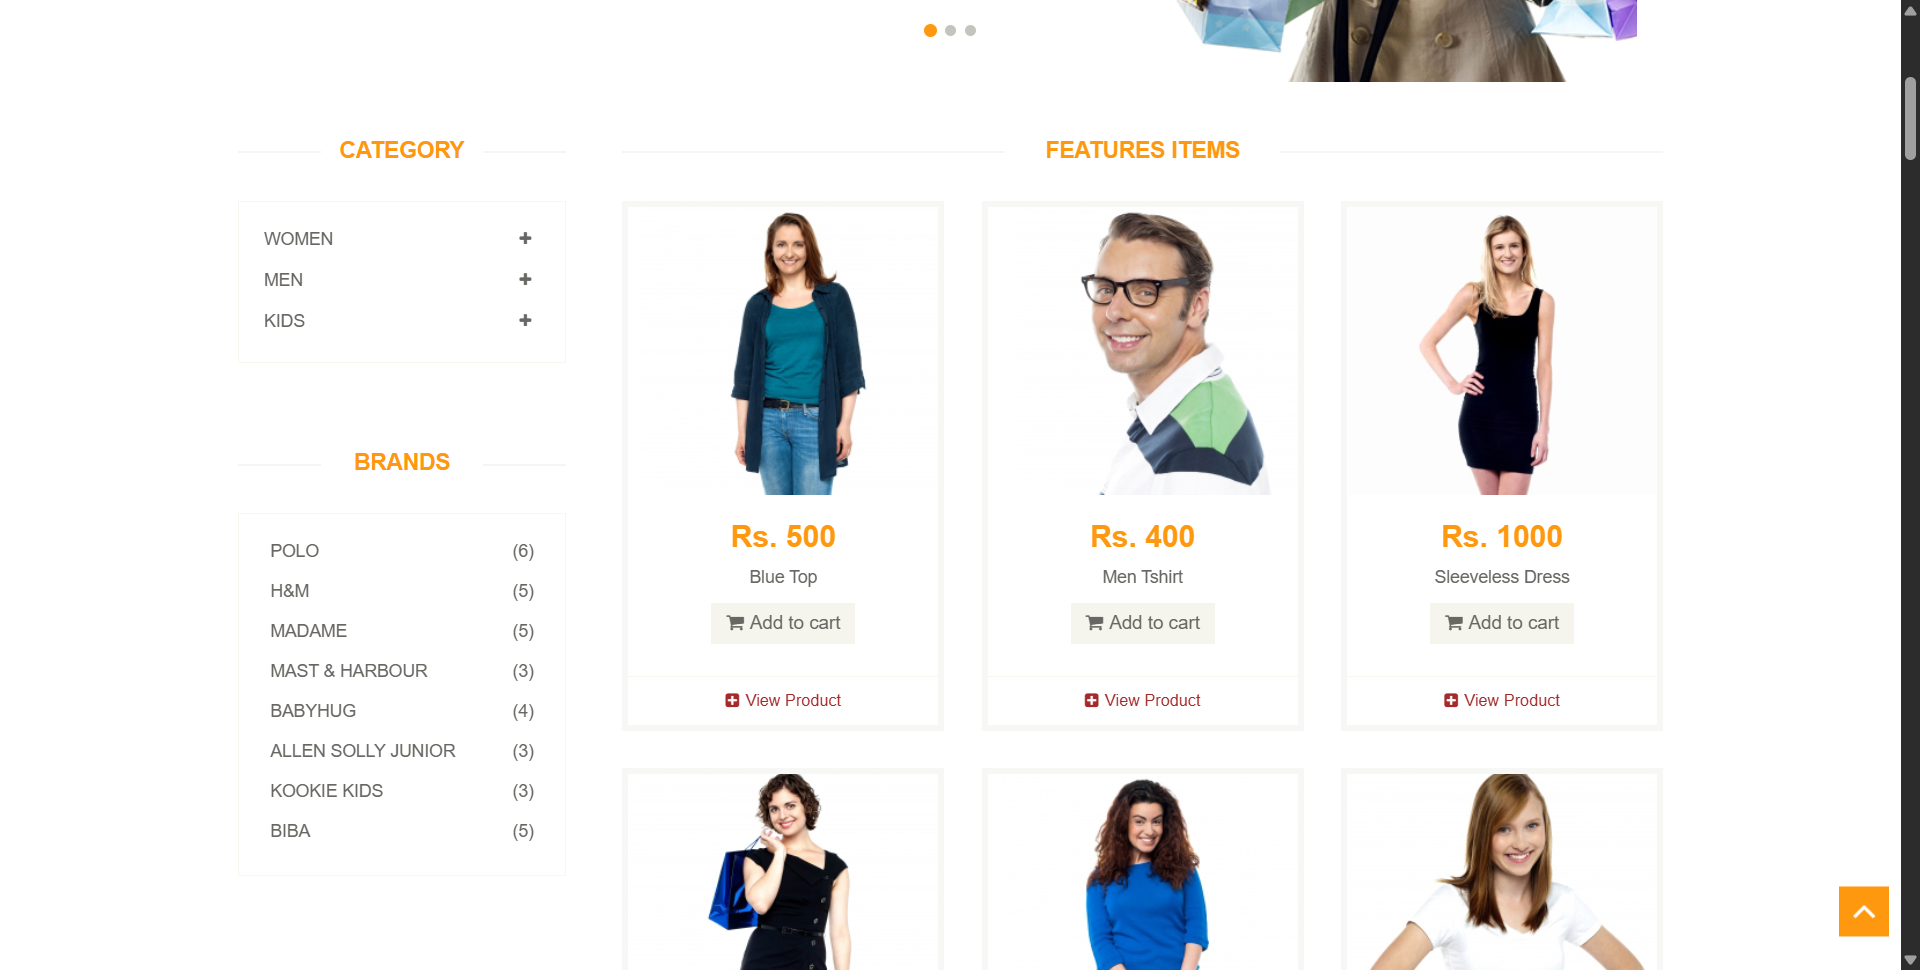 CATEGORY
WOMEN
MEN
KIDS
BRANDS
POLO (6)
H&M (5)
MADAME (5)
MAST & HARBOUR (3)
BABYHUG (4)
ALLEN SOLLY JUNIOR (3)
KOOKIE KIDS (3)
BIBA (5)
FEATURES ITEMS
Rs. 500
Blue Top
Add to cart
View Product
Rs. 400
Men Tshirt
Add to cart
View Product
Rs. 1000
Sleeveless Dress
Add to cart
View Product